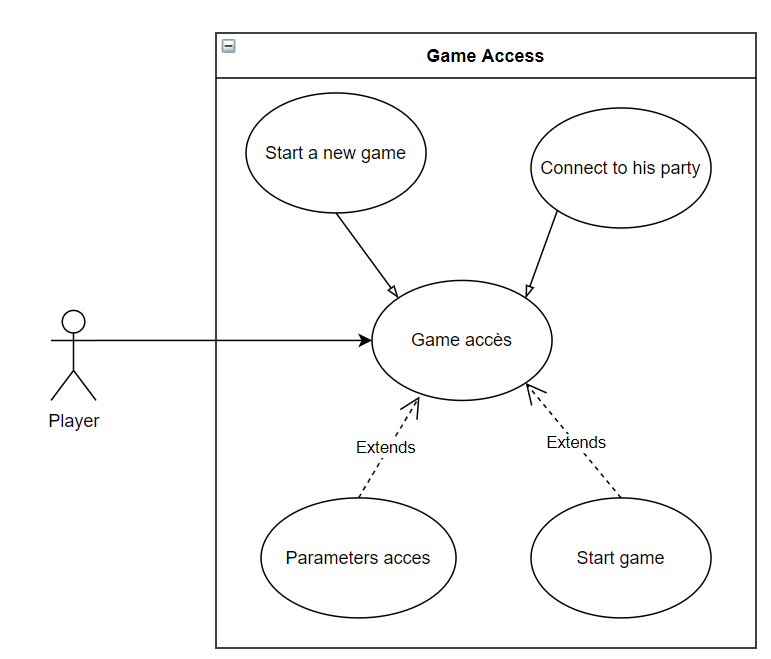 Game Access
Start a new game
Connect to his party
Game accès
Player
Extends
Extends
Parameters acces
Start game